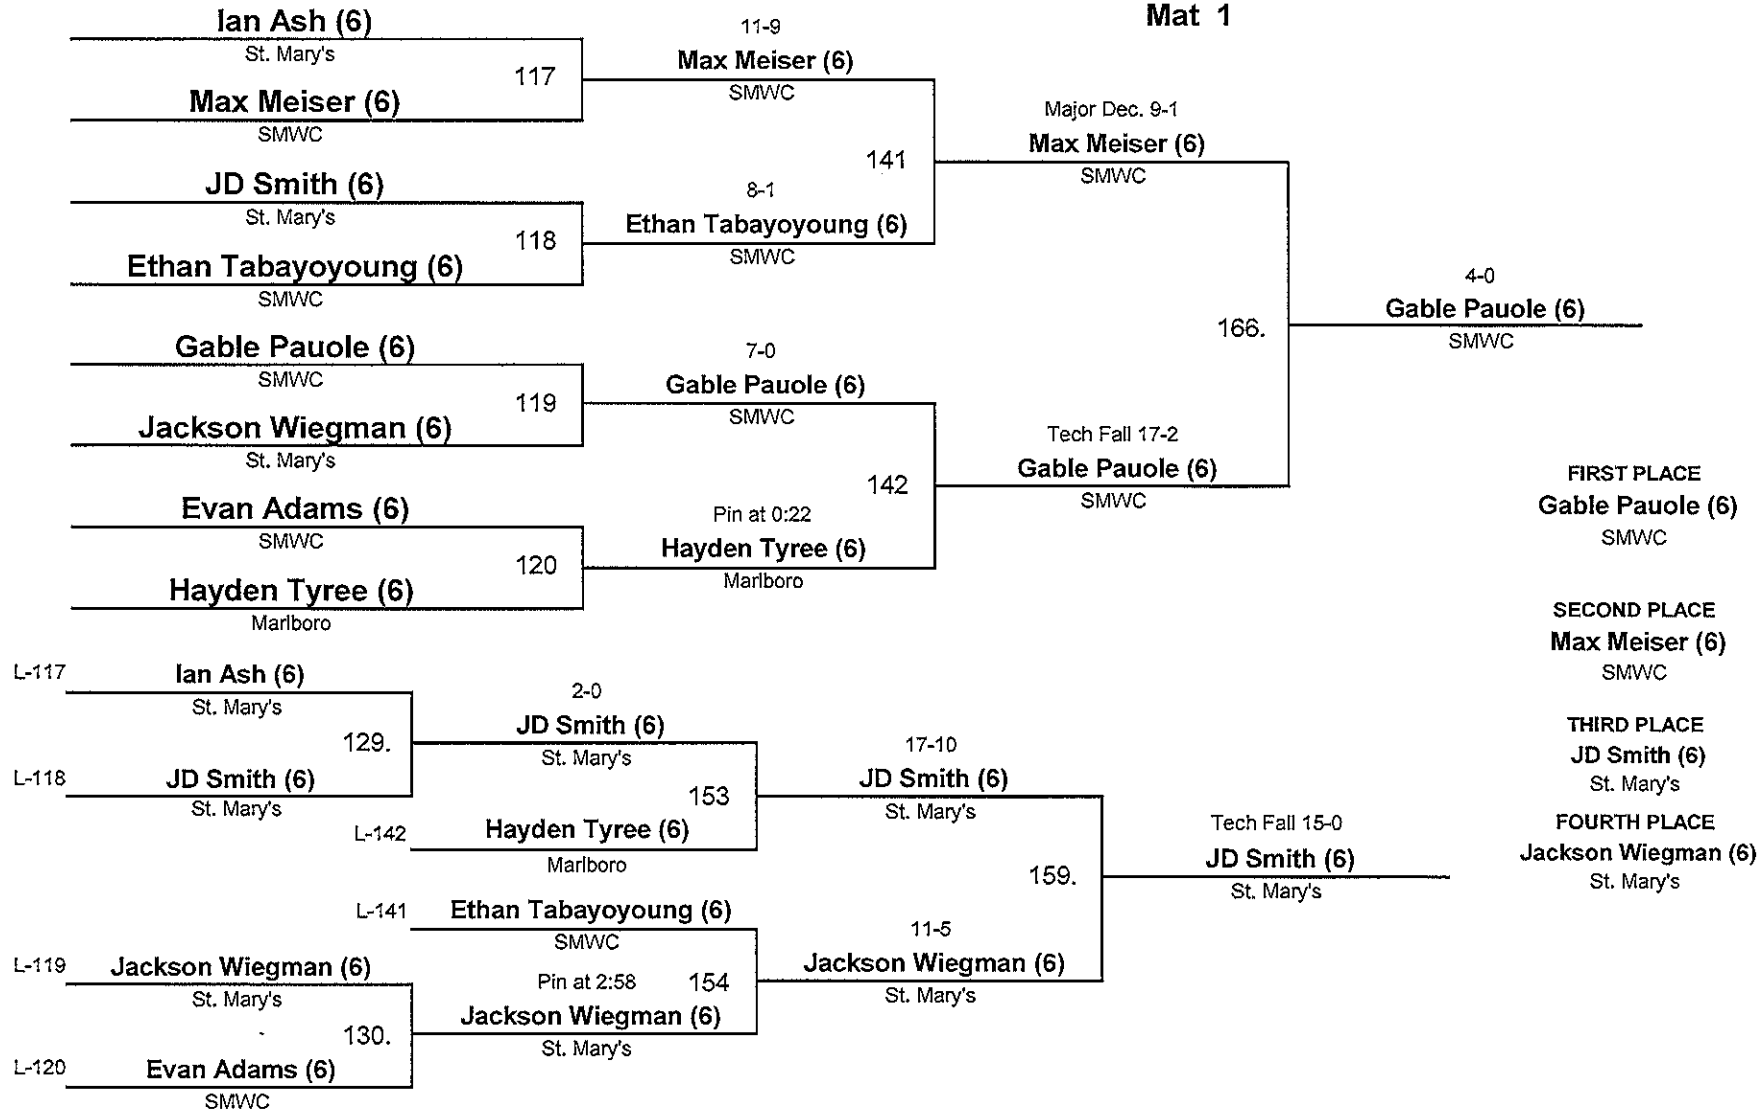 Mat 1
Ian Ash (6)
St. Mary's
117
Max Meiser (6)
SMWC
11-9
Max Meiser (6)
SMWC
JD Smith (6)
St. Mary's
118
Ethan Tabayoyoung (6)
SMWC
8-1
Ethan Tabayoyoung (6)
SMWC
141
Major Dec. 9-1
Max Meiser (6)
SMWC
Gable Pauole (6)
SMWC
119
Jackson Wiegman (6)
St. Mary's
7-0
Gable Pauole (6)
SMWC
Evan Adams (6)
SMWC
120
Hayden Tyree (6)
Marlboro
Pin at 0:22
Hayden Tyree (6)
Marlboro
142
Tech Fall 17-2
Gable Pauole (6)
SMWC
166.
4-0
Gable Pauole (6)
SMWC
FIRST PLACE
Gable Pauole (6)
SMWC
SECOND PLACE
Max Meiser (6)
SMWC
THIRD PLACE
JD Smith (6)
St. Mary's
FOURTH PLACE
Jackson Wiegman (6)
St. Mary's
L-117
Ian Ash (6)
St. Mary's
129.
L-118
JD Smith (6)
St. Mary's
2-0
JD Smith (6)
St. Mary's
153
L-142
Hayden Tyree (6)
Marlboro
17-10
JD Smith (6)
St. Mary's
L-141
Ethan Tabayoyoung (6)
SMWC
154
L-119
Jackson Wiegman (6)
St. Mary's
130.
L-120
Evan Adams (6)
SMWC
Pin at 2:58
Jackson Wiegman (6)
St. Mary's
11-5
Jackson Wiegman (6)
St. Mary's
159.
Tech Fall 15-0
JD Smith (6)
St. Mary's